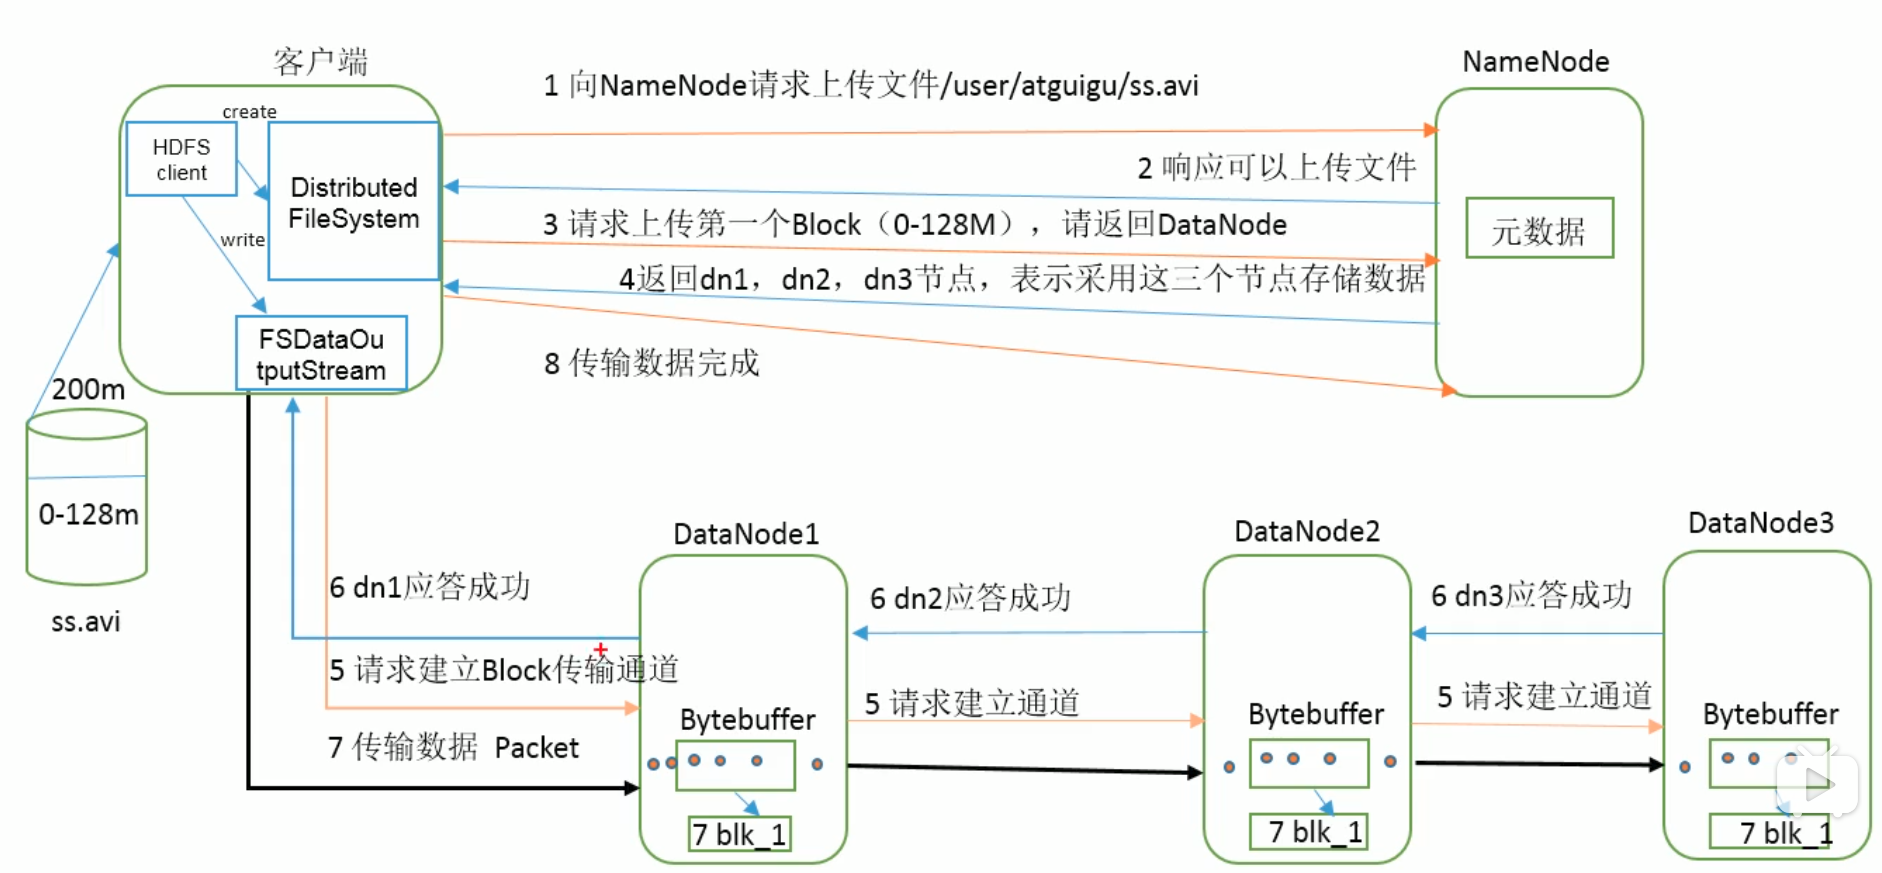 客户端
NameNode
1 向NameNode请求上传文件/user/atguigu/ss.avi
create
HDFS
client
Distributed
FileSystem
2 响应可以上传文件
write
3 请求上传第一个Block（0-128M），请返回DataNode
元数据
4返回dn1，dn2，dn3节点，表示采用这三个节点存储数据
FSDataOu
tputStream
8 传输数据完成
200m
0-128m
ss.avi
DataNode1
DataNode2
DataNode3
6 dn1应答成功
6 dn2应答成功
6 dn3应答成功
5 请求建立Block传输通道
5 请求建立通道
5 请求建立通道
7 传输数据 Packet
Bytebuffer
Bytebuffer
Bytebuffer
7 blk_1
7 blk_1
7 blk_1